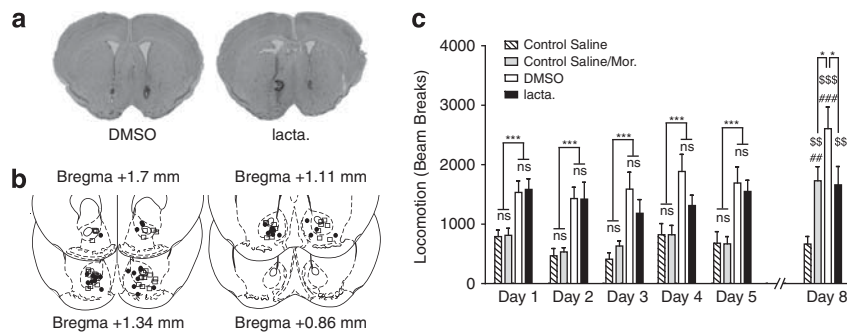 a
DMSO
lacta.
b
Bregma +1.7 mm
Bregma +1.11 mm
Bregma +1.34 mm
Bregma +0.86 mm
c
Locomotion (Beam Breaks)
4000
3000
2000
1000
0
Control Saline
Control Saline/Mor.
DMSO
lacta.
***
ns
ns
***
ns
ns
***
ns
ns
***
ns
ns
***
ns
ns
* *
$$$
###
$$
##
$$
Day 1
Day 2
Day 3
Day 4
Day 5
Day 8